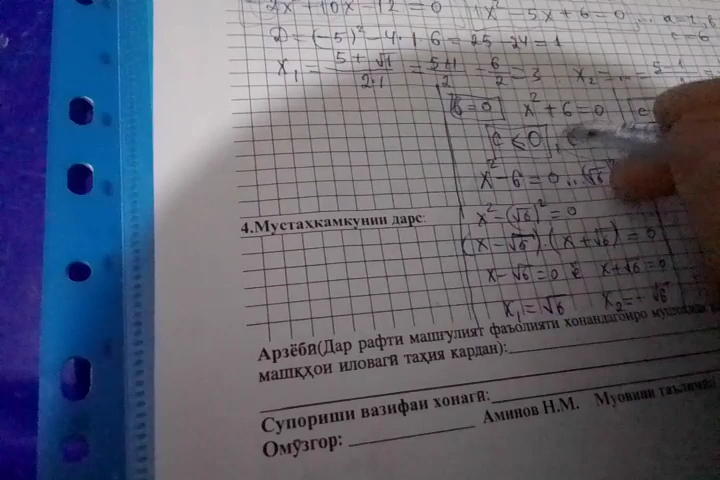 -2x² + 10x - 12 = 0 x² - 5x + 6 = 0, ... a = 1,
D = (-5)² - 4·1·6 = 25 - 24 = 1
x₁ = (5 + √1)/(2·1) = (5+1)/2 = 6/2 = 3 x₂ = ... =
b = 0 x² + 6 = 0
c ≤ 0
x² - 6 = 0
4.Мустаҳкамкунии дарс: x² - (√6)² = 0
(x - √6)·(x + √6) = 0
x - √6 = 0 ё x + √6 = 0
x₁ = √6 x₂ = -√6
Арзёбӣ(Дар рафти машғулият фаъолияти хонандагонро
машқҳои иловагӣ таҳия кардан):
Супориши вазифаи хонагӣ:
Омӯзгор: Аминов Н.М. Муовини